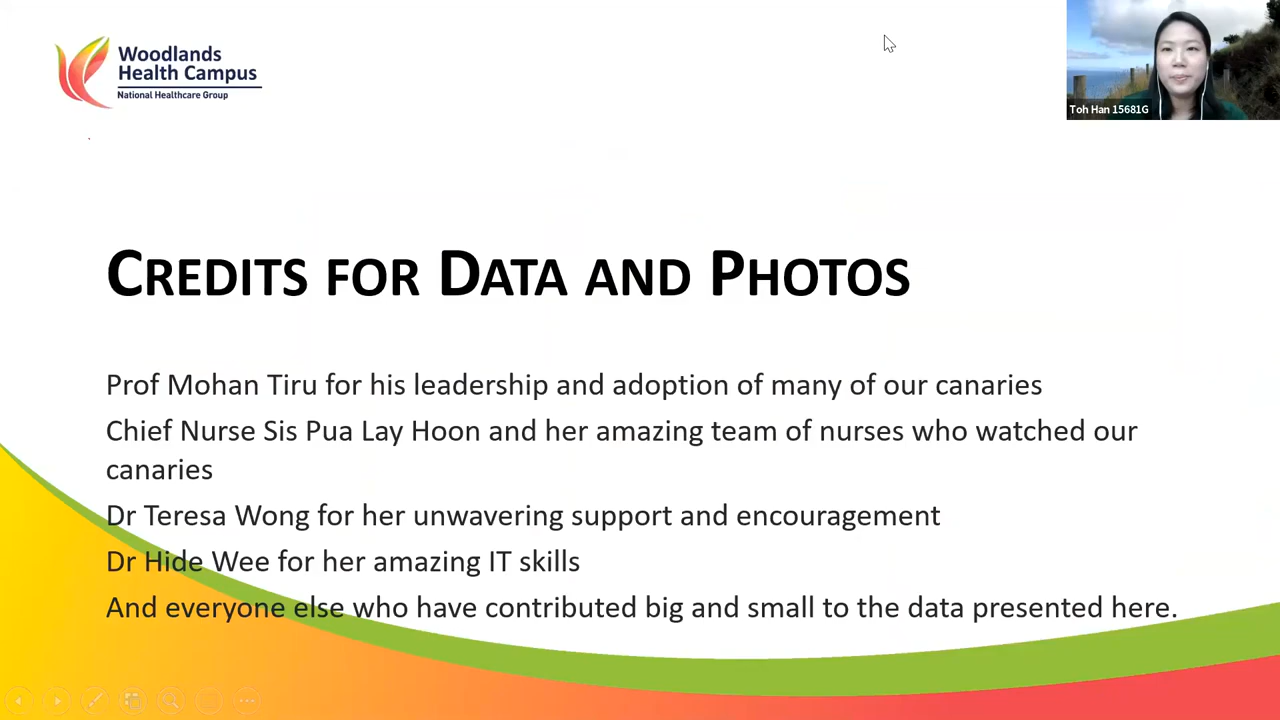 Woodlands
Health Campus
National Healthcare Group
Toh Han 15681G
CREDITS FOR DATA AND PHOTOS
Prof Mohan Tiru for his leadership and adoption of many of our canaries
Chief Nurse Sis Pua Lay Hoon and her amazing team of nurses who watched our
canaries
Dr Teresa Wong for her unwavering support and encouragement
Dr Hide Wee for her amazing IT skills
And everyone else who have contributed big and small to the data presented here.